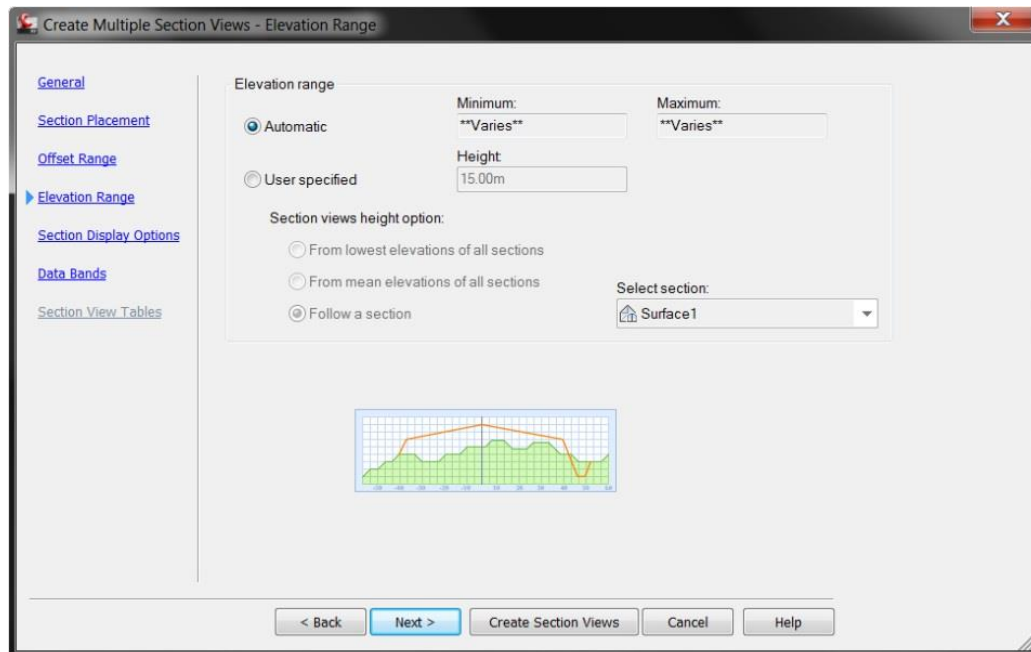 Create Multiple Section Views - Elevation Range
General
Section Placement
Offset Range
Elevation Range
Section Display Options
Data Bands
Section View Tables
Elevation range
Minimum: Maximum:
Automatic **Varies** **Varies**
Height:
User specified 15.00m
Section views height option:
From lowest elevations of all sections
From mean elevations of all sections
Select section:
Follow a section Surface1
< Back Next > Create Section Views Cancel Help